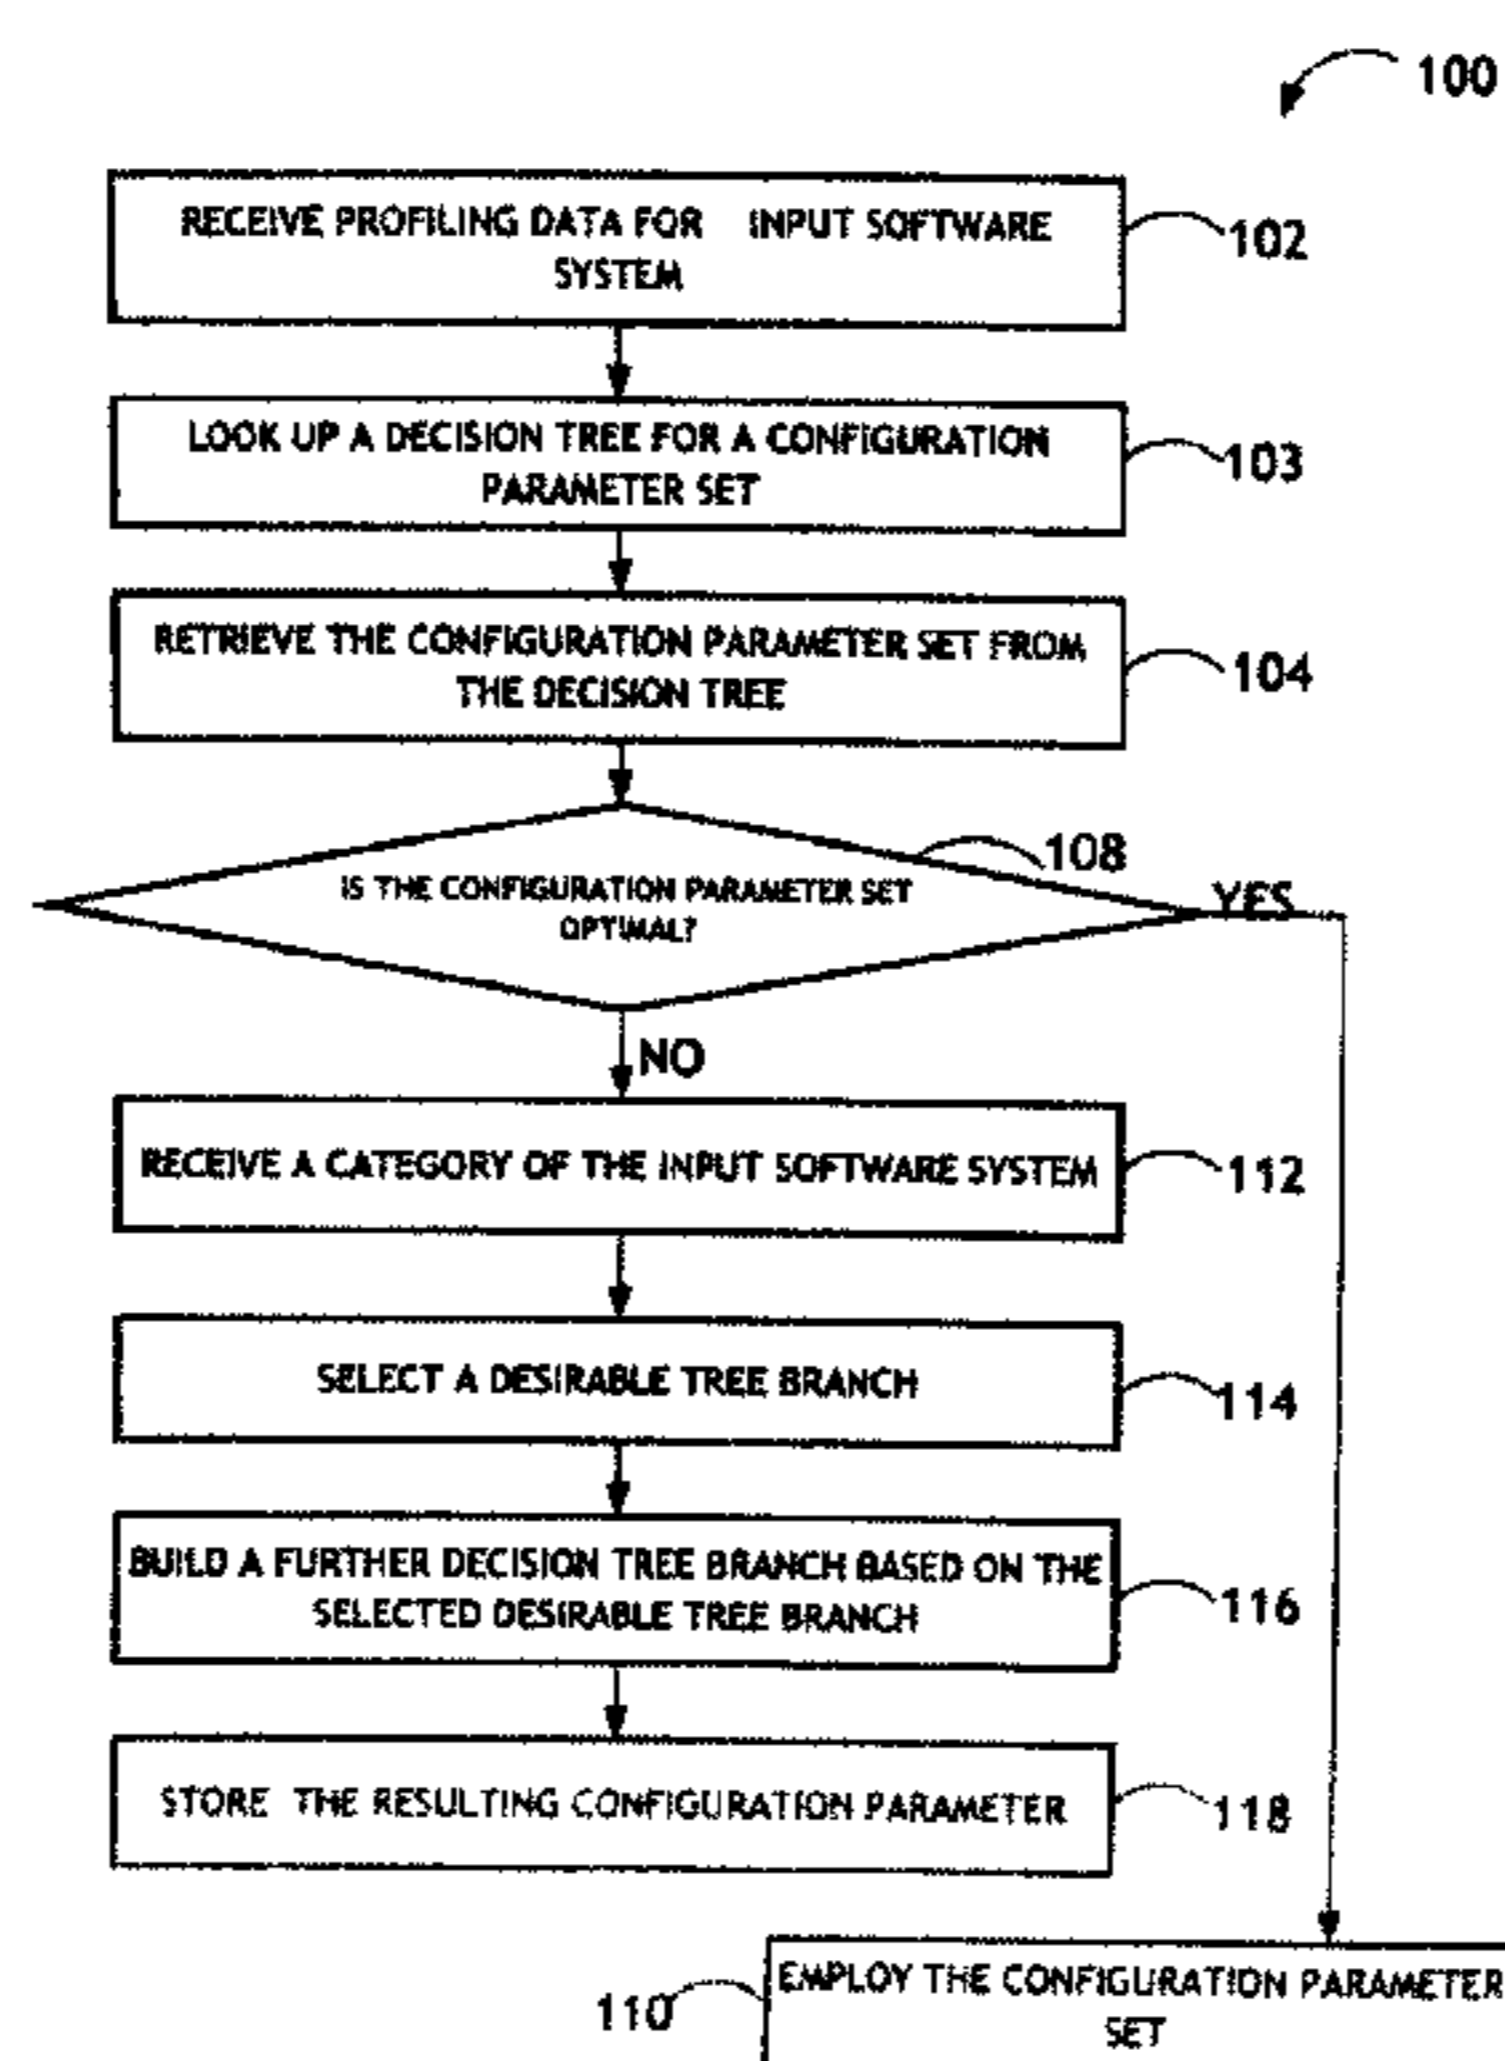 100
RECEIVE PROFILING DATA FOR INPUT SOFTWARE
SYSTEM
102
LOOK UP A DECISION TREE FOR A CONFIGURATION
PARAMETER SET
103
RETRIEVE THE CONFIGURATION PARAMETER SET FROM
THE DECISION TREE
104
108
IS THE CONFIGURATION PARAMETER SET
OPTIMAL?
YES
NO
RECEIVE A CATEGORY OF THE INPUT SOFTWARE SYSTEM
112
SELECT A DESIRABLE TREE BRANCH
114
BUILD A FURTHER DECISION TREE BRANCH BASED ON THE
SELECTED DESIRABLE TREE BRANCH
116
STORE THE RESULTING CONFIGURATION PARAMETER
118
EMPLOY THE CONFIGURATION PARAMETER
SET
110